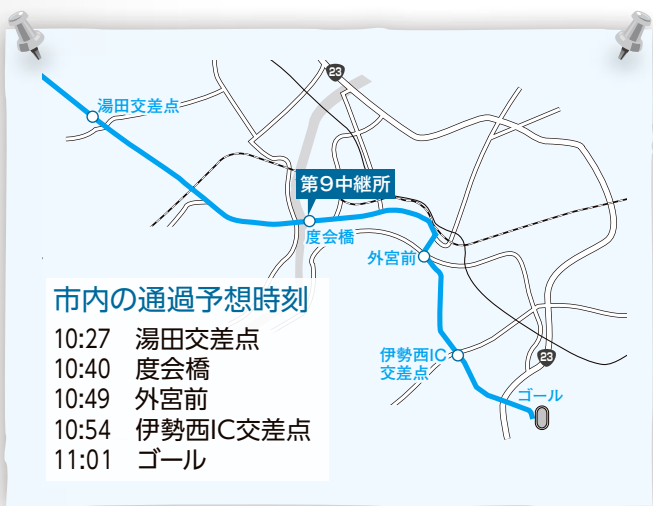 23
湯田交差点
第9中継所
度会橋
外宮前
伊勢西IC
交差点
23
ゴール
市内の通過予想時刻
10:27 湯田交差点
10:40 度会橋
10:49 外宮前
10:54 伊勢西IC交差点
11:01 ゴール